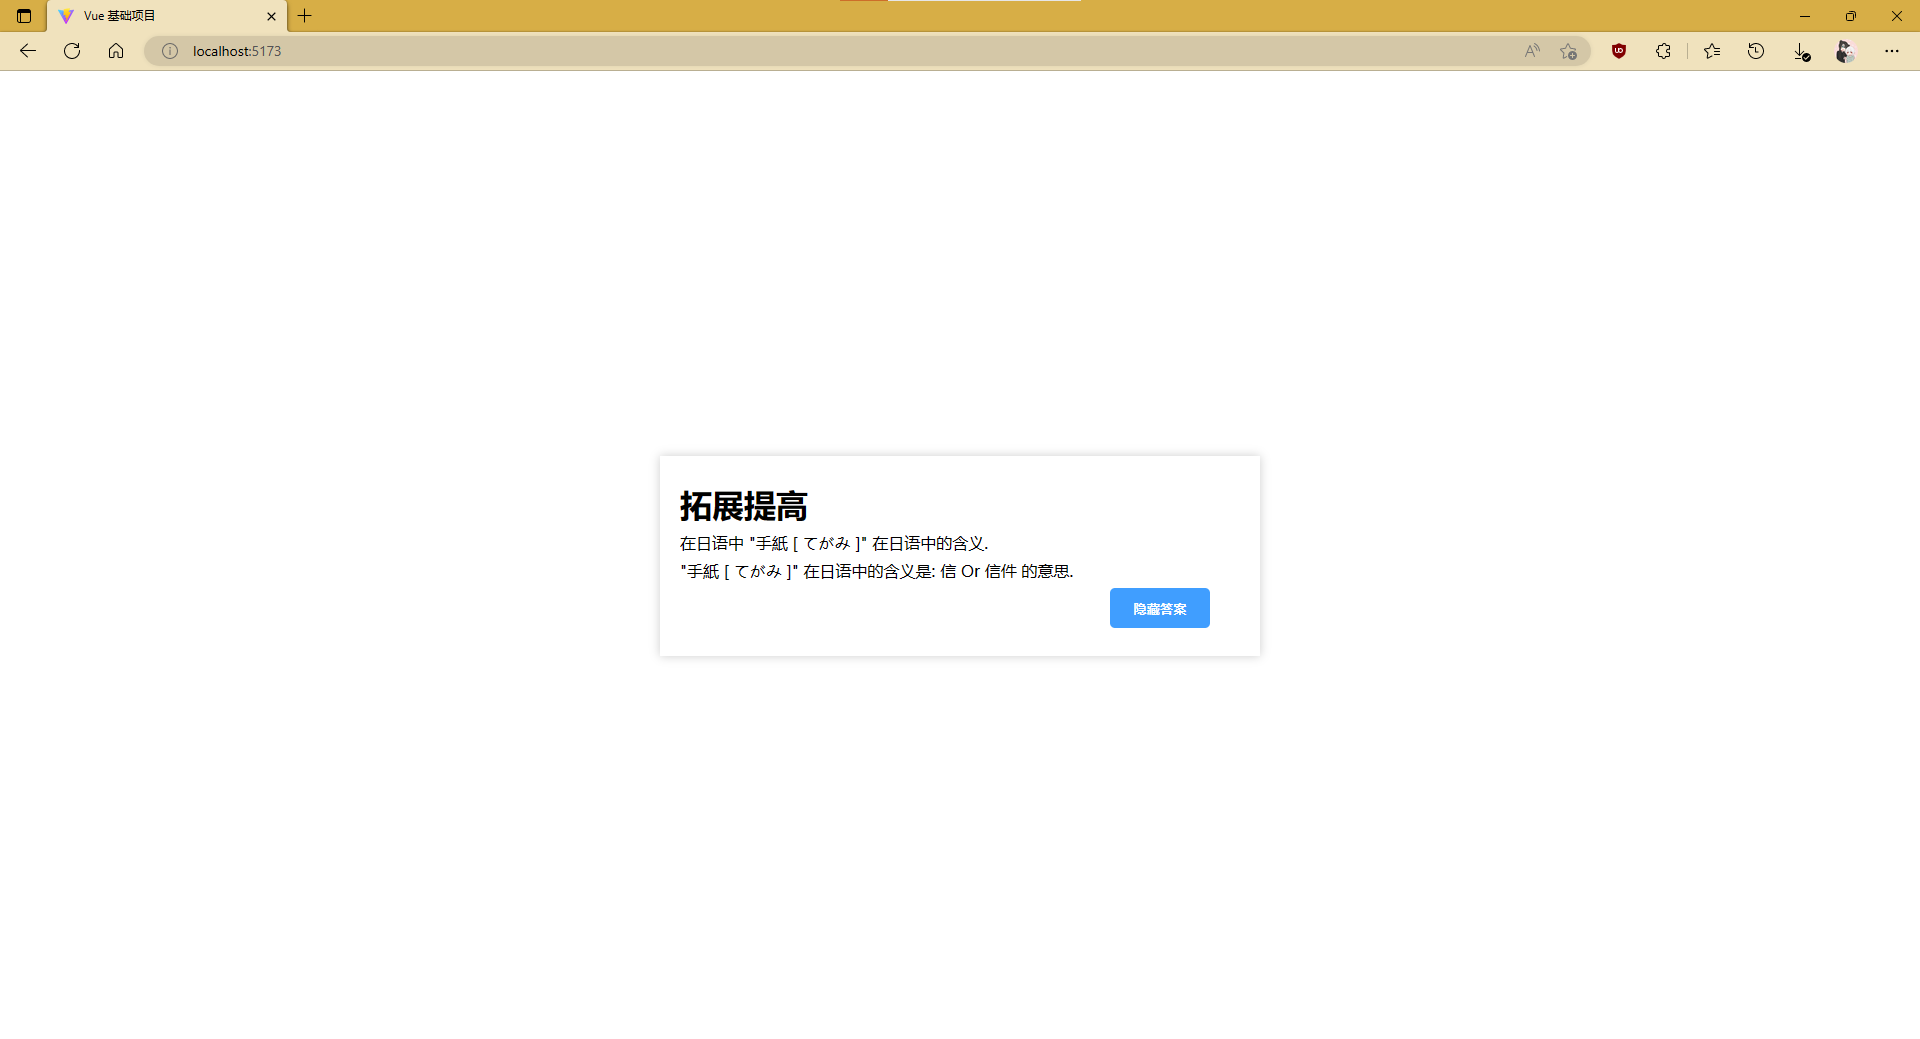 Vue 基础项目
localhost:5173
拓展提高
在日语中 "手紙 [ てがみ ]" 在日语中的含义.
"手紙 [ てがみ ]" 在日语中的含义是: 信 Or 信件 的意思.
隐藏答案